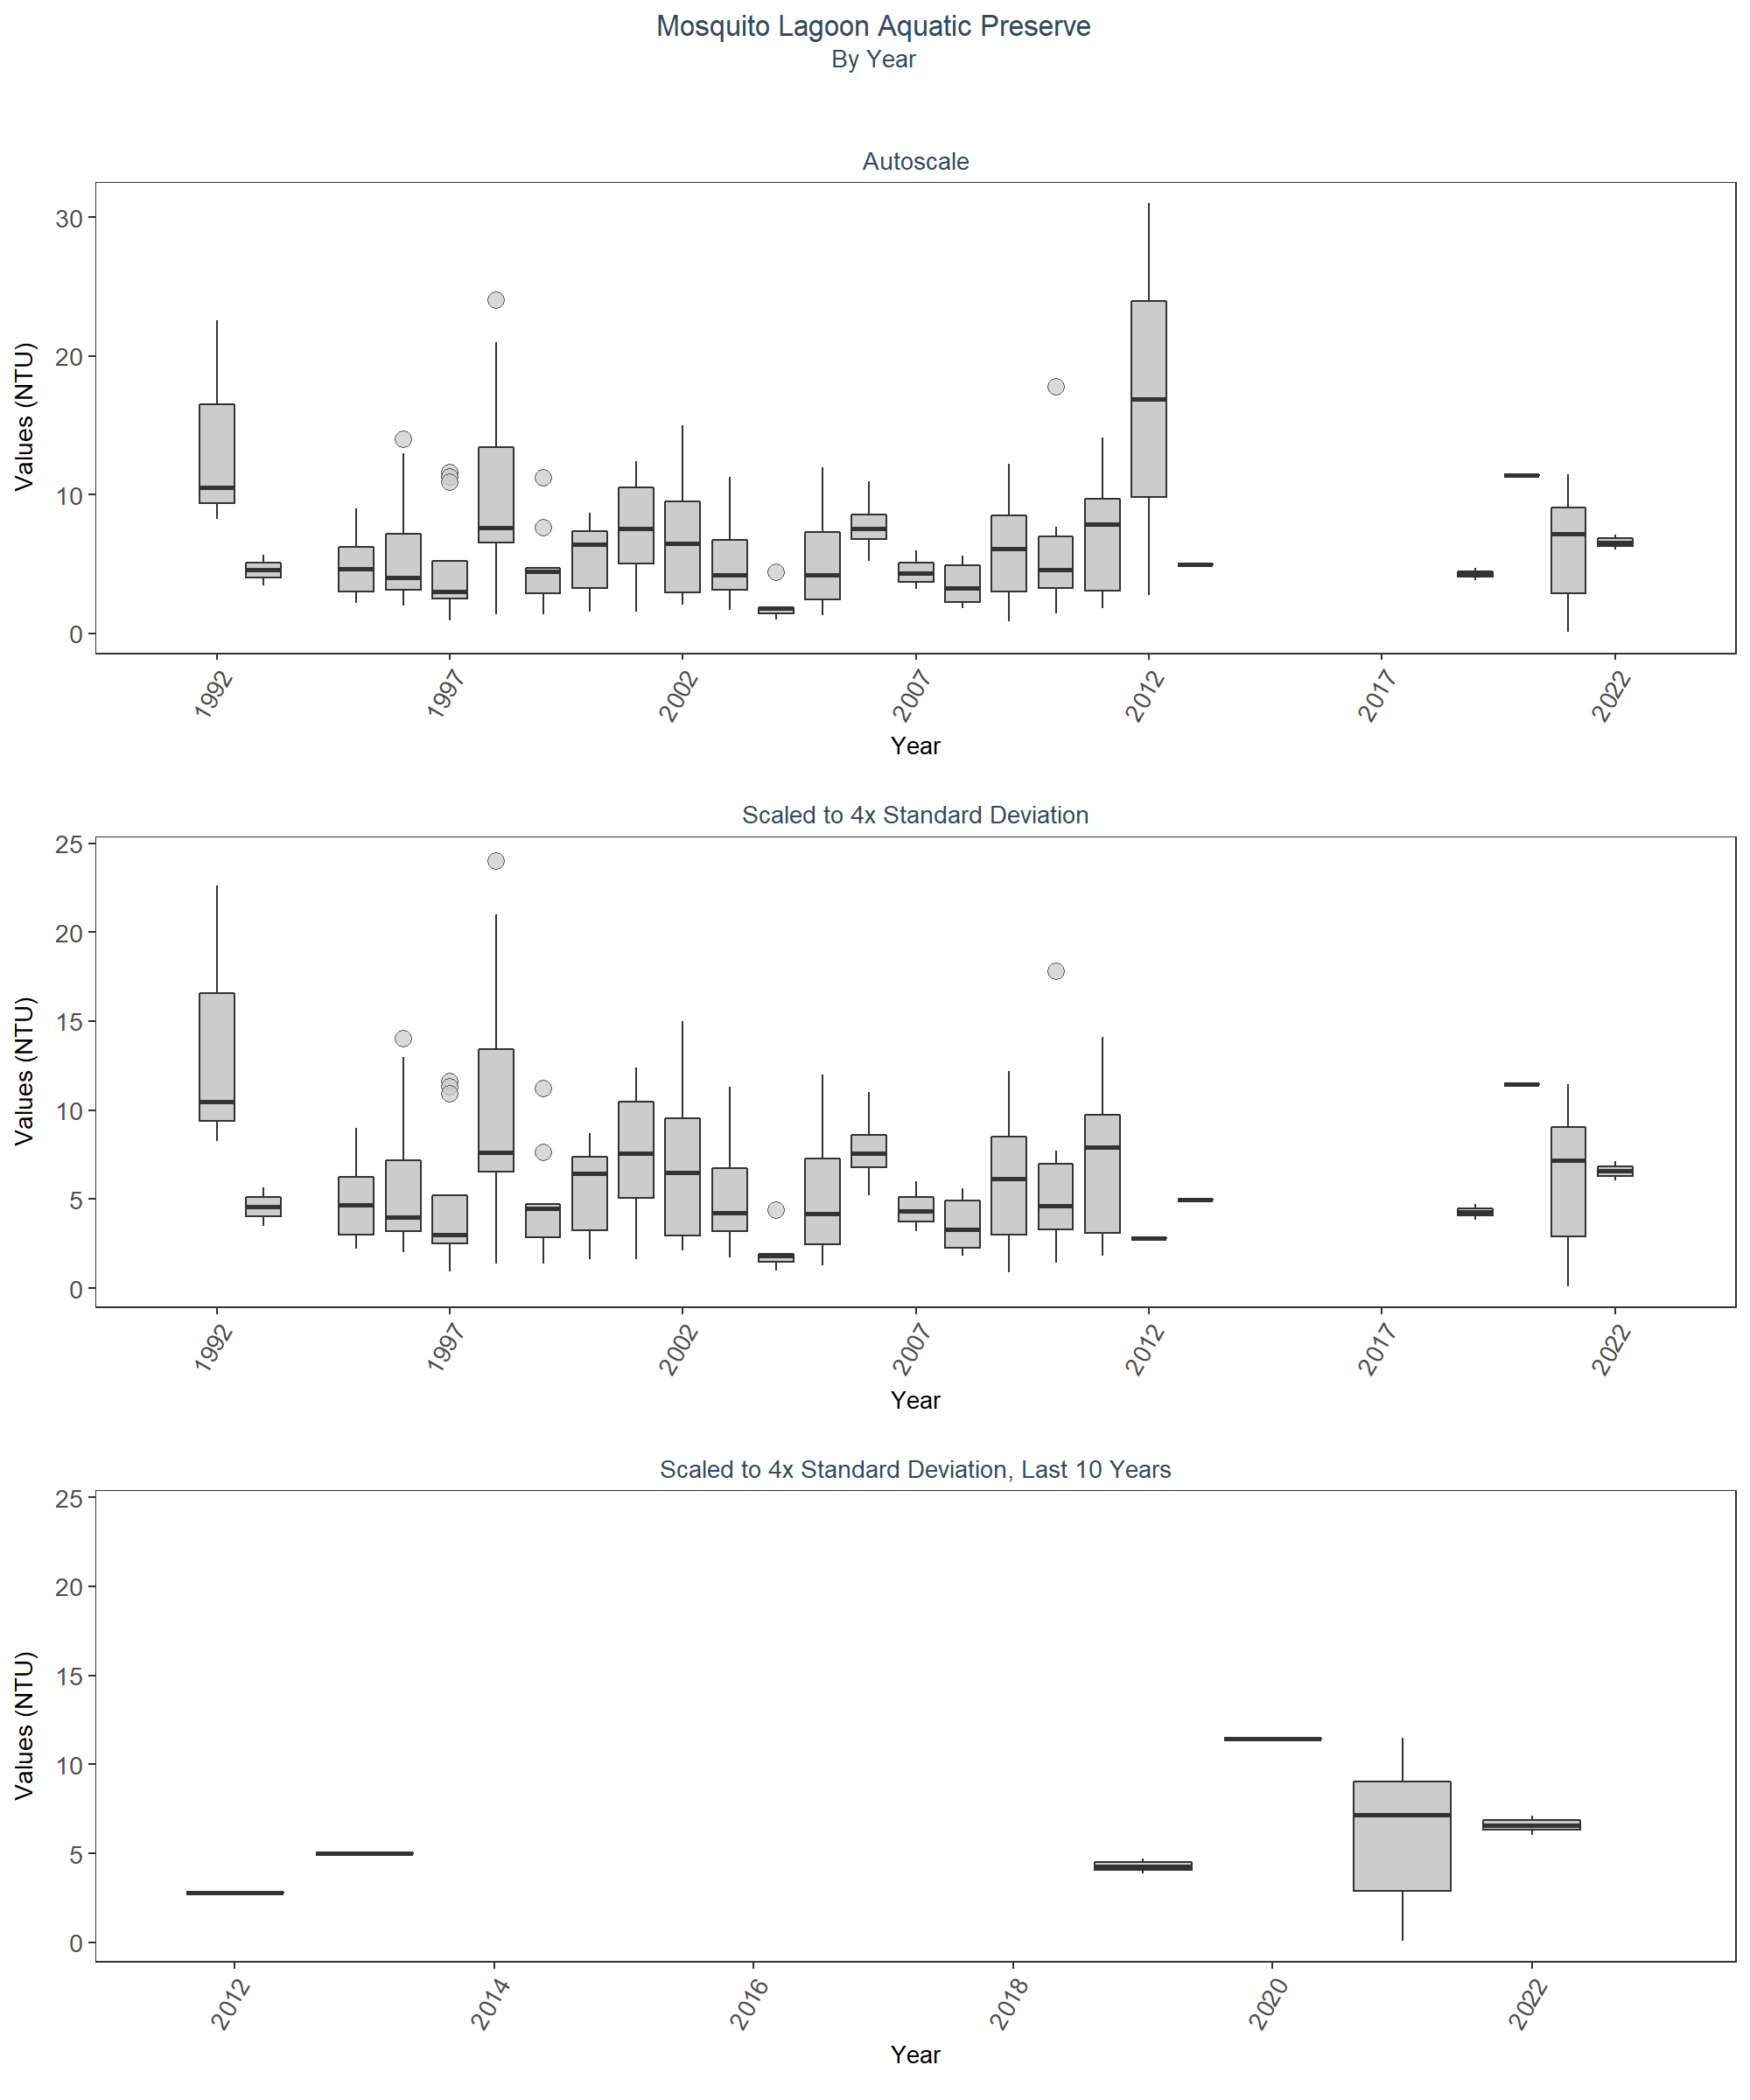 Mosquito Lagoon Aquatic Preserve
By Year
Autoscale
30
20
10
0
Values (NTU)
1992 1997 2002 2007 2012 2017 2022
Year
Scaled to 4x Standard Deviation
25
20
15
10
5
0
Values (NTU)
1992 1997 2002 2007 2012 2017 2022
Year
Scaled to 4x Standard Deviation, Last 10 Years
25
20
15
10
5
0
Values (NTU)
2012 2014 2016 2018 2020 2022
Year